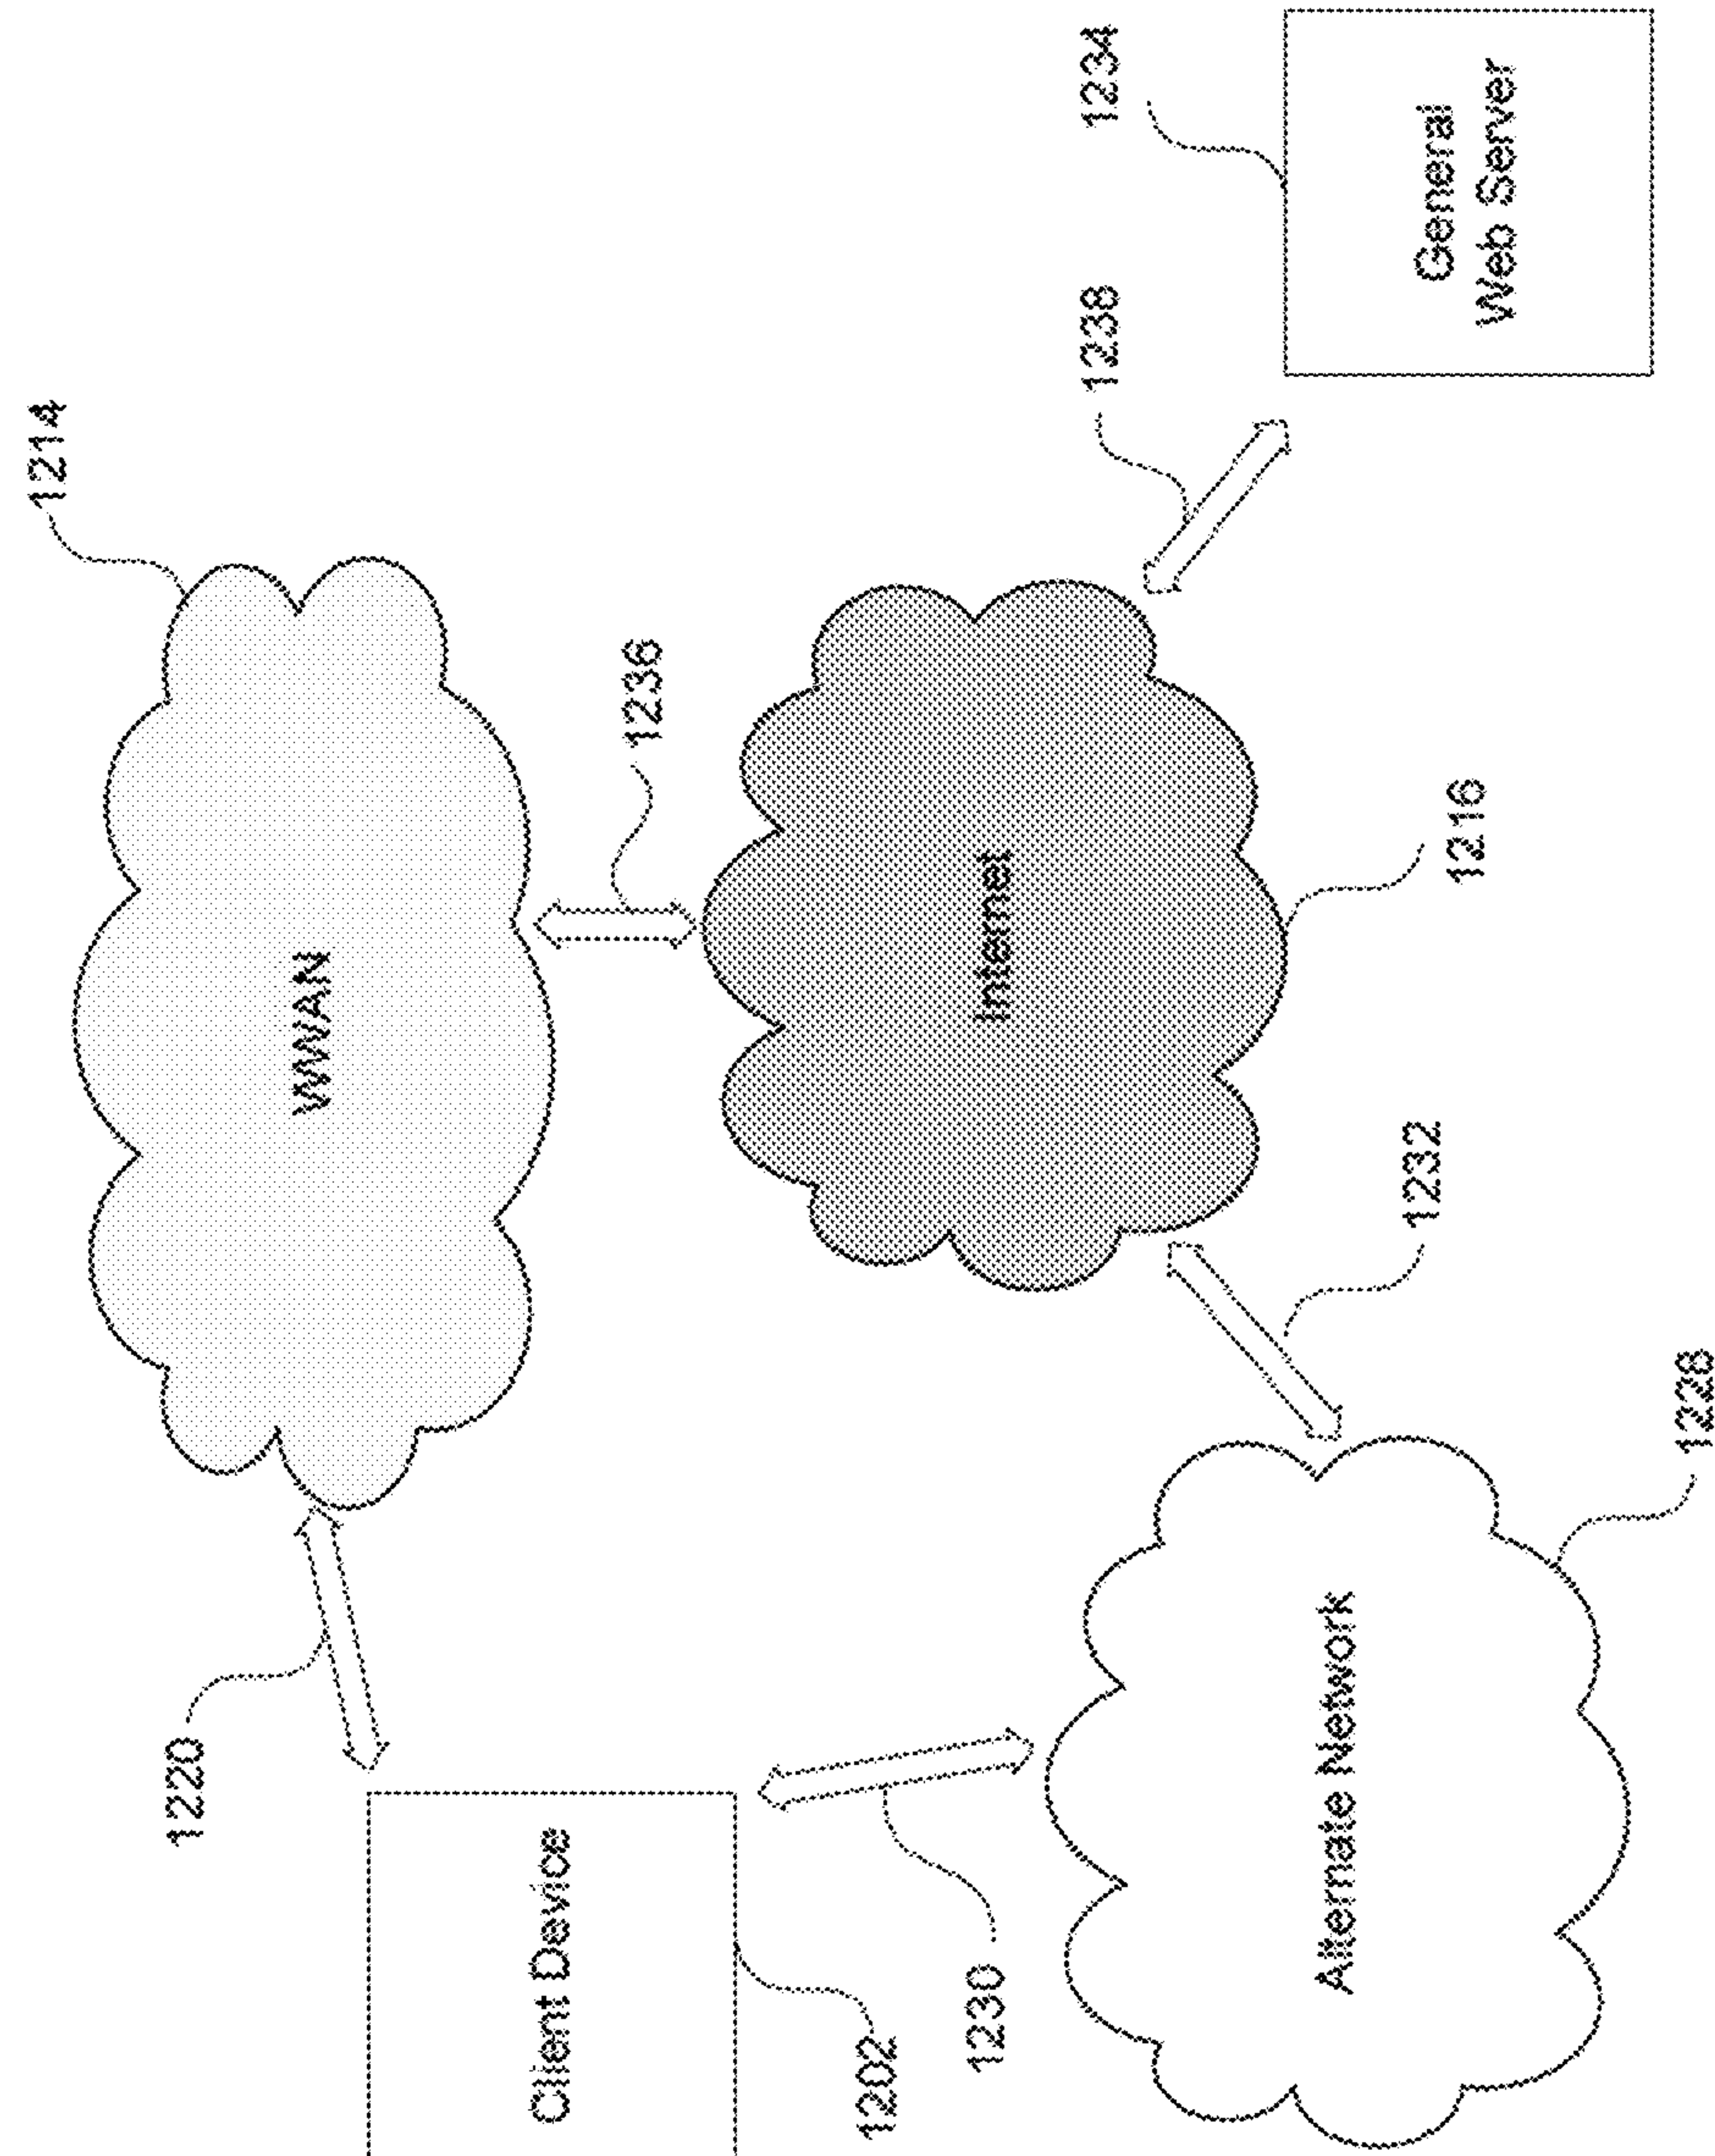 1214
WWAN
1220
1236
Client Device
1202
Internet
1234
1238
General
Web Server
1230
1216
1232
Alternate Network
1228